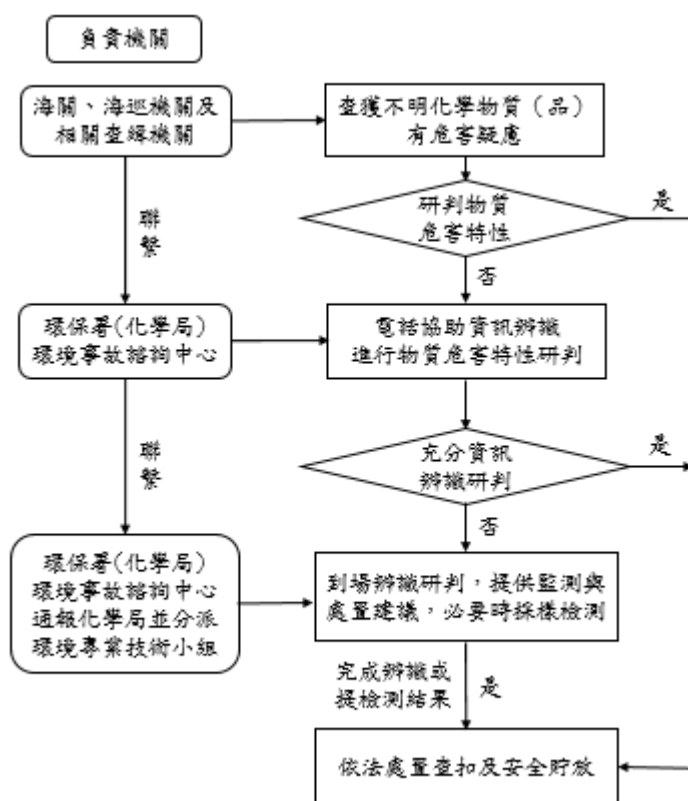 負責機關
海關、海巡機關及
相關查緝機關
查獲不明化學物質（品）
有危害疑慮
研判物質
危害特性
是
聯
繫
否
環保署(化學局)
環境事故諮詢中心
電話協助資訊辨識
進行物質危害特性研判
聯
繫
充分資訊
辨識研判
是
否
環保署(化學局)
環境事故諮詢中心
通報化學局並分派
環境專業技術小組
到場辨識研判，提供監測與
處置建議，必要時採樣檢測
完成辨識或
提檢測結果
是
依法處置查扣及安全貯放